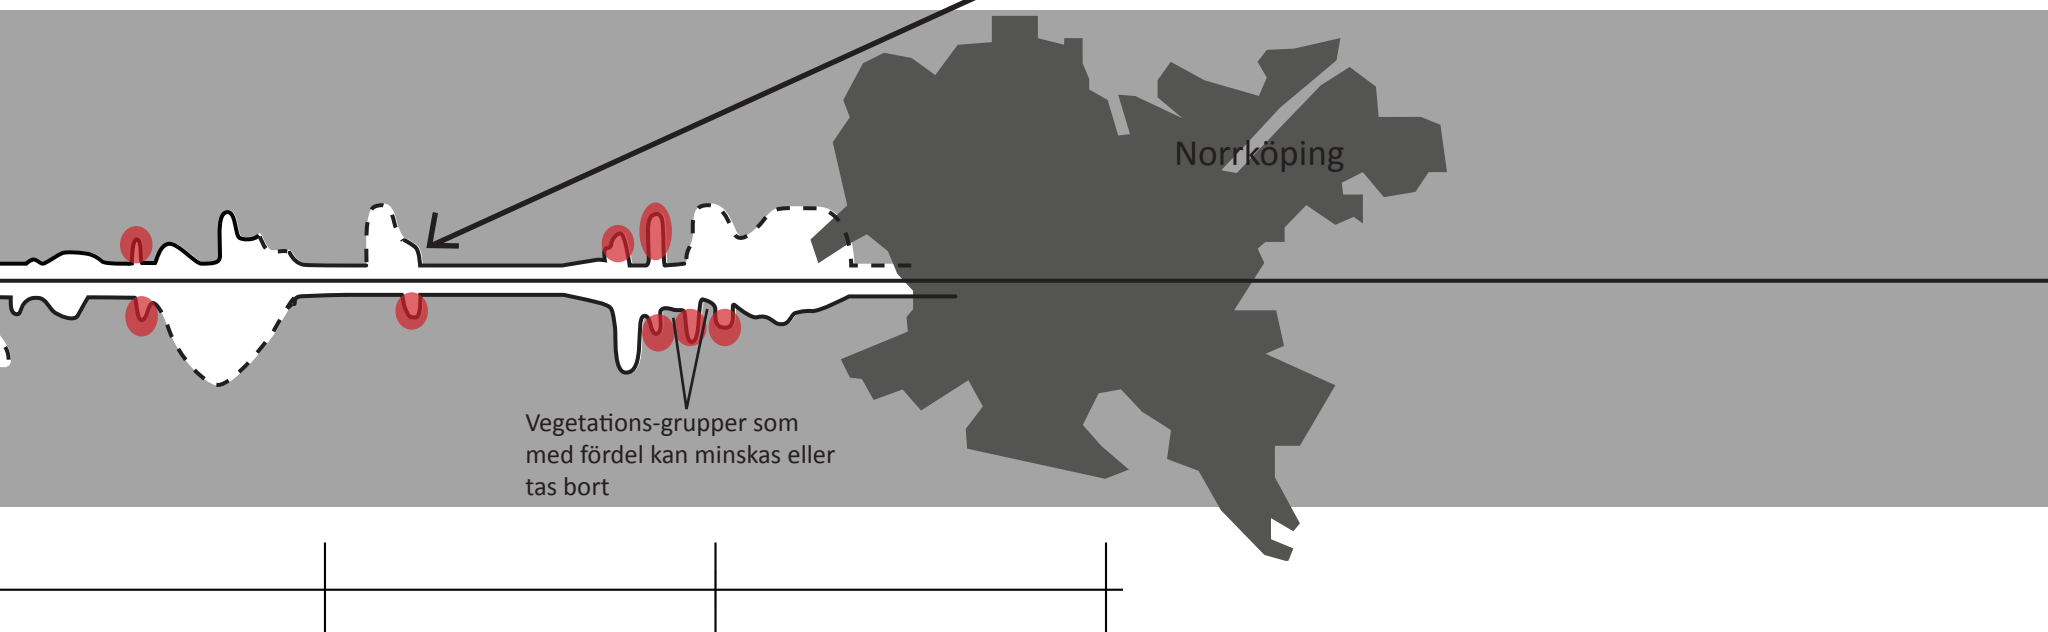 Norrköping
Vegetations-grupper som
med fördel kan minskas eller
tas bort